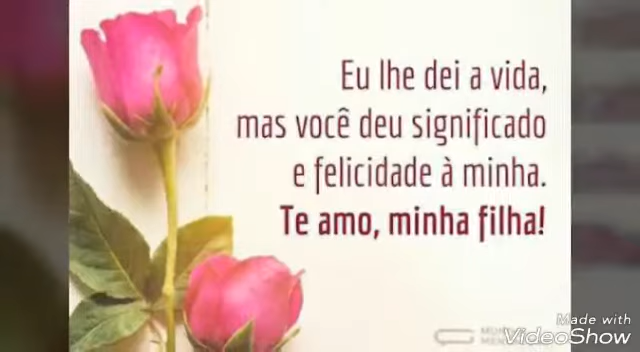 Eu lhe dei a vida,
mas você deu significado
e felicidade à minha.
Te amo, minha filha!
Made with
VideoShow